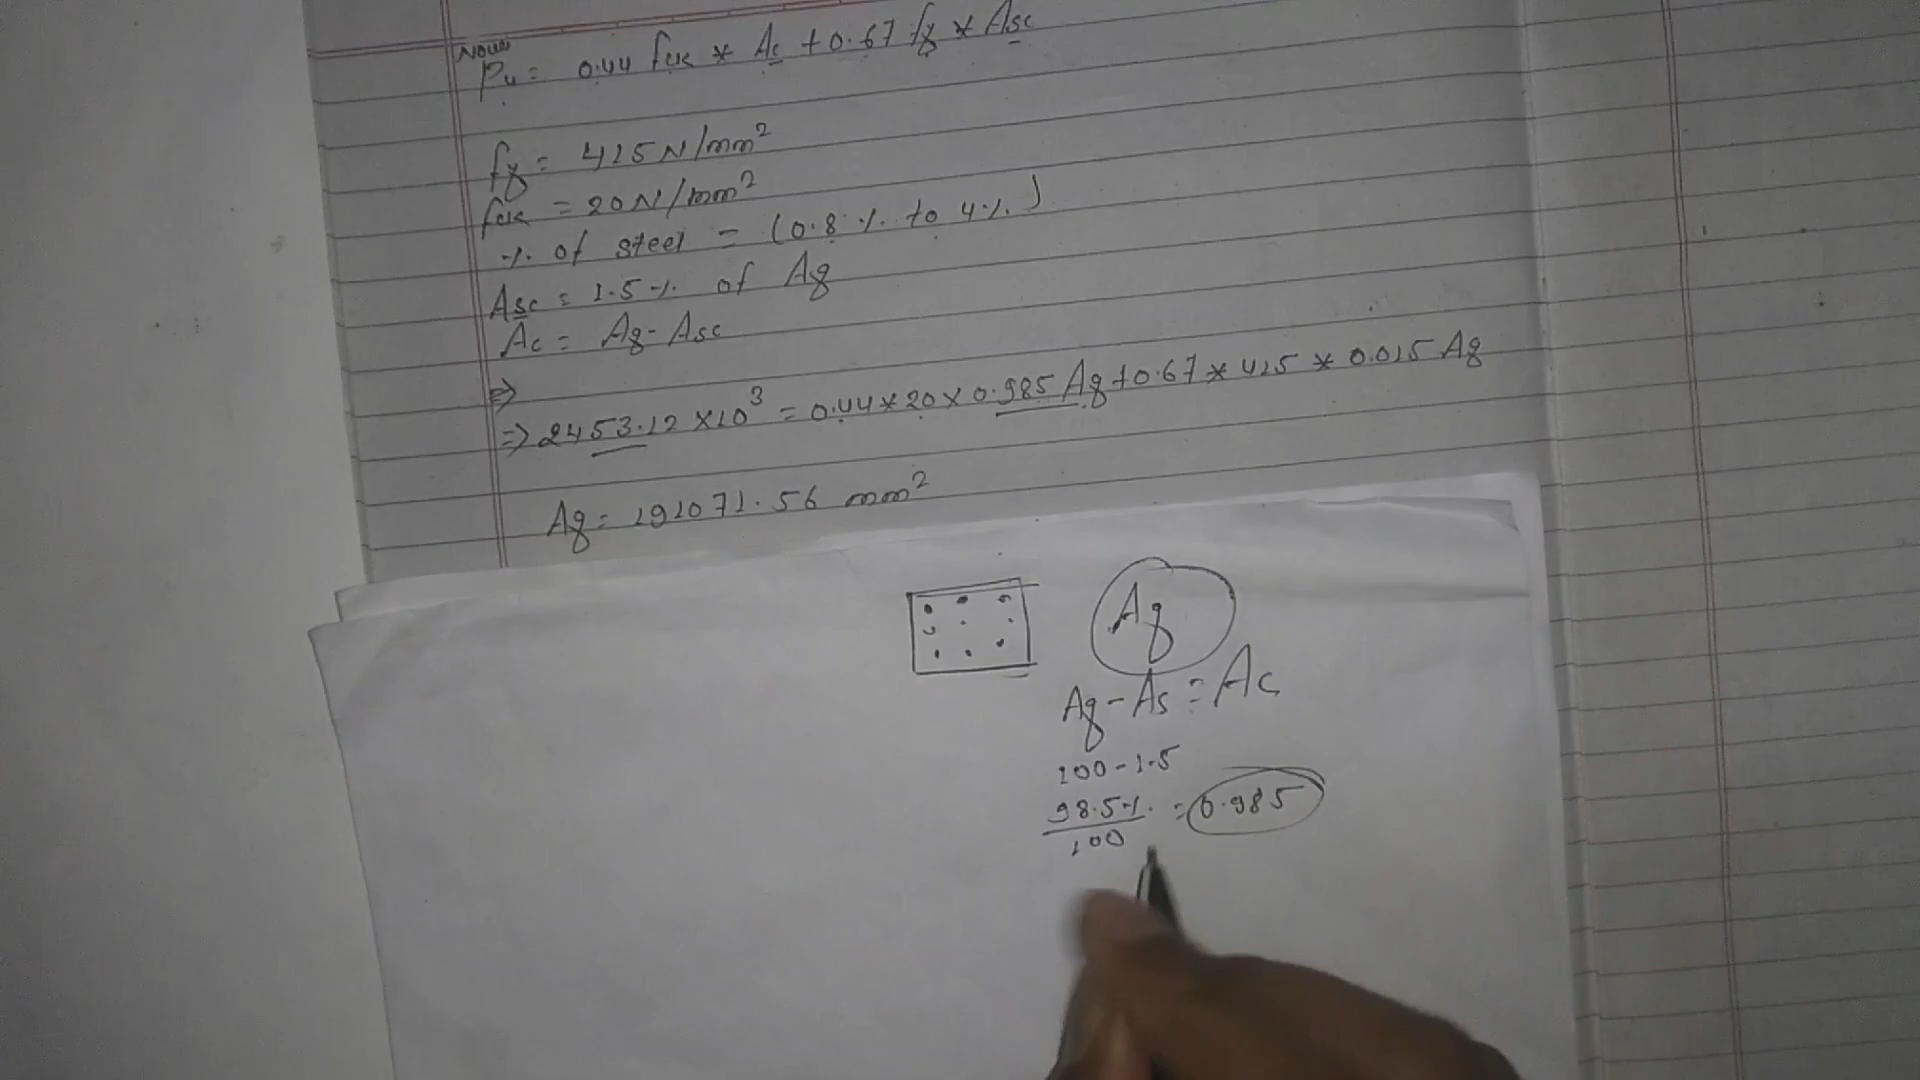 Now
Pu = 0.44 fck * Ac + 0.67 fy * Asc
fy = 415 N/mm²
fck = 20 N/mm²
% of steel = (0.8 % to 4 %)
Asc = 1.5 % of Ag
Ac = Ag - Asc
⇒
⇒ 2453.12 × 10³ = 0.44 * 20 × 0.985 Ag + 0.67 * 415 * 0.015 Ag
Ag = 191071.56 mm²
Ag
Ag - As = Ac
100 - 1.5
98.5 % = 0.985
100